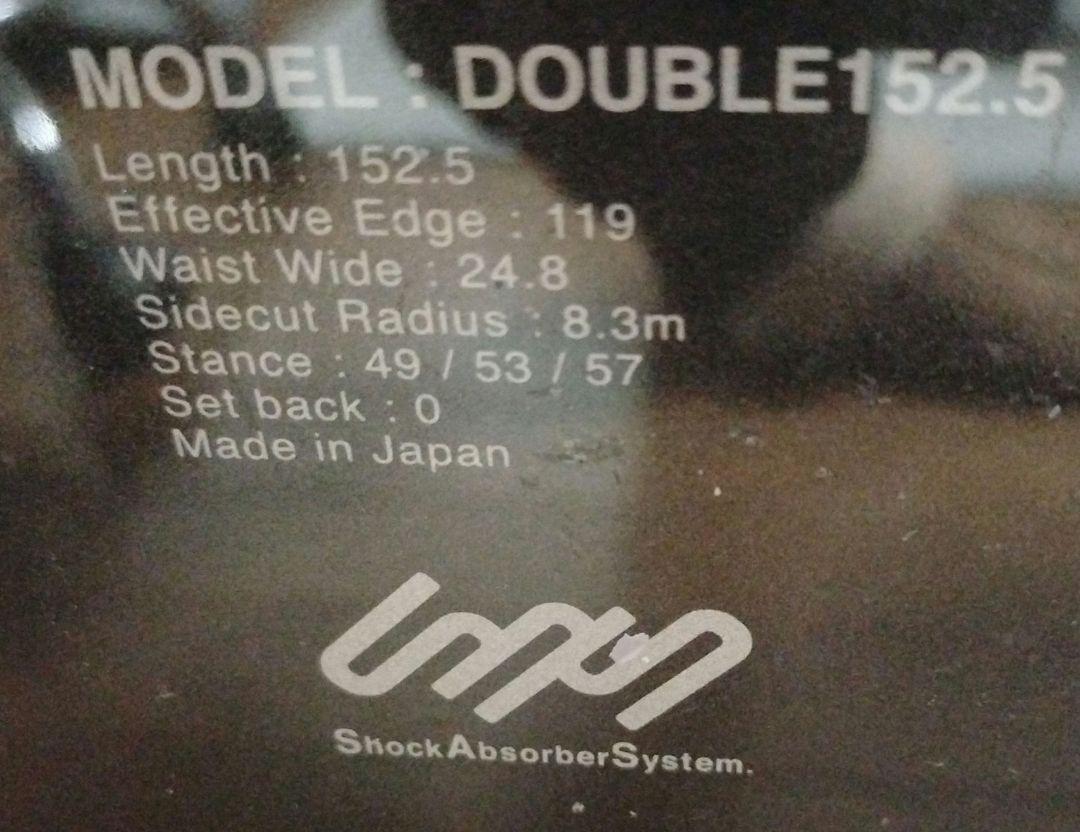 MODEL : DOUBLE152.5
Length : 152.5
Effective Edge : 119
Waist Wide : 24.8
Sidecut Radius : 8.3m
Stance : 49 / 53 / 57
Set back : 0
Made in Japan
ShockAbsorberSystem.